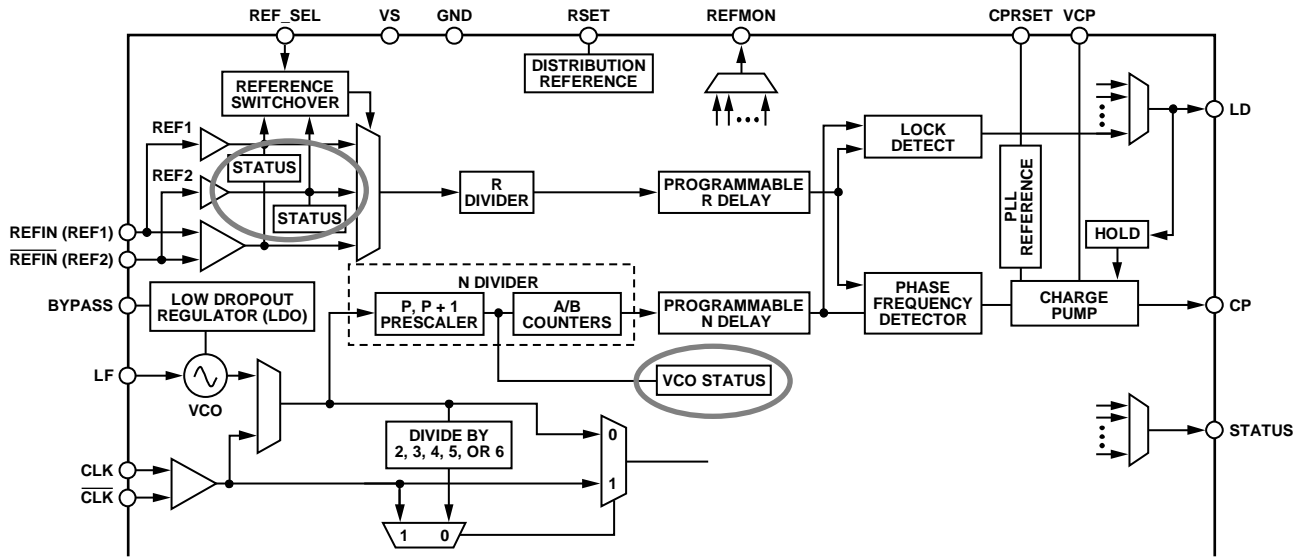 REF_SEL
VS
GND
RSET
REFMON
CPRSET
VCP
DISTRIBUTION
REFERENCE
REFERENCE
SWITCHOVER
REF1
STATUS
REF2
STATUS
R
DIVIDER
PROGRAMMABLE
R DELAY
LOCK
DETECT
LD
PLL
REFERENCE
HOLD
REFIN (REF1)
REFIN (REF2)
BYPASS
LOW DROPOUT
REGULATOR (LDO)
N DIVIDER
P, P + 1
PRESCALER
A/B
COUNTERS
PROGRAMMABLE
N DELAY
PHASE
FREQUENCY
DETECTOR
CHARGE
PUMP
CP
LF
VCO
VCO STATUS
STATUS
DIVIDE BY
2, 3, 4, 5, OR 6
0
1
CLK
CLK
1 0